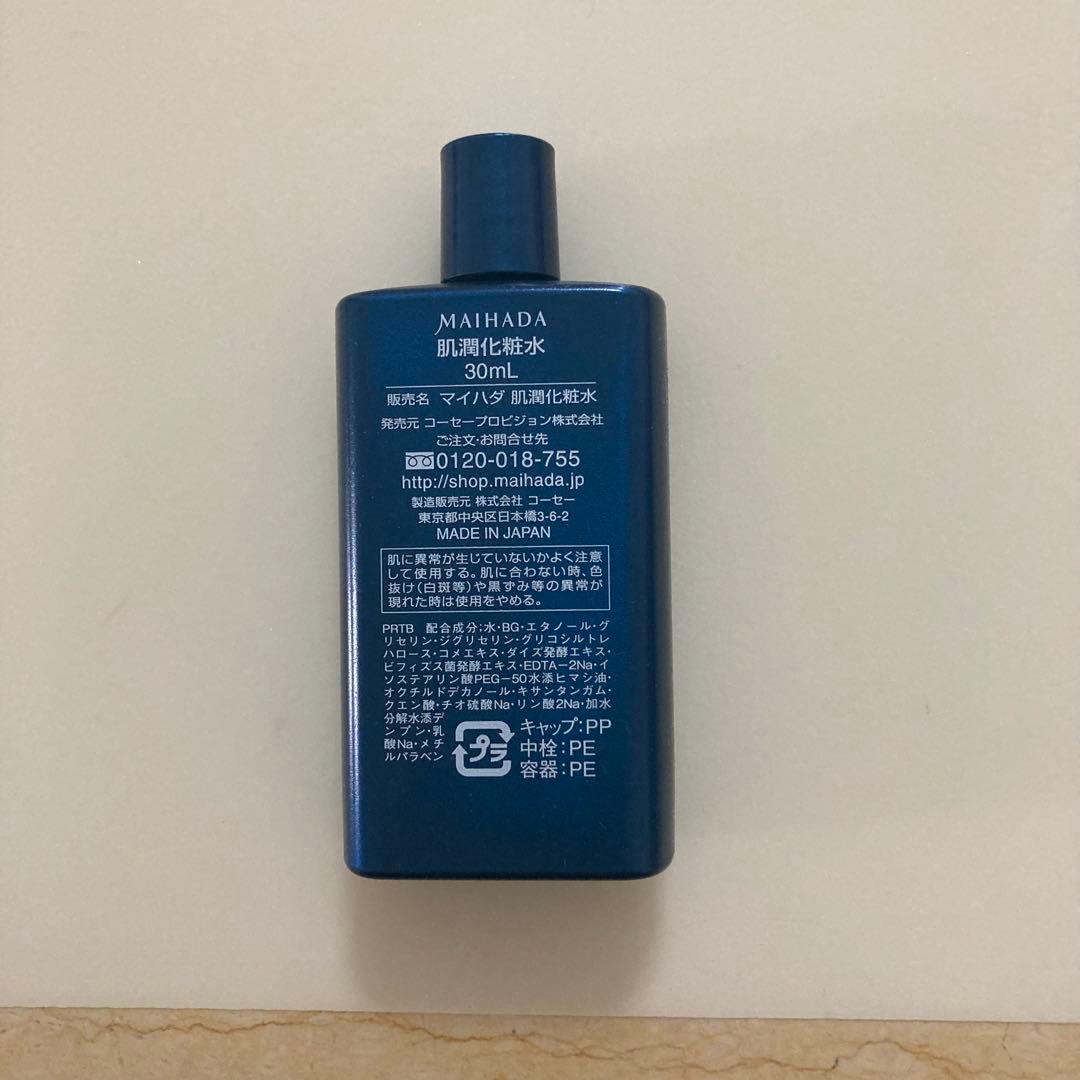 MAIHADA
肌潤化粧水
30mL
販売名 マイハダ 肌潤化粧水
発売元 コーセープロビジョン株式会社
ご注文・お問合せ先
0120-018-755
http://shop.maihada.jp
製造販売元 株式会社 コーセー
東京都中央区日本橋3-6-2
MADE IN JAPAN
肌に異常が生じていないかよく注意
して使用する。肌に合わない時、色
抜け(白斑等)や黒ずみ等の異常が
現れた時は使用をやめる。
PRTB 配合成分;水・BG・エタノール・グ
リセリン・ジグリセリン・グリコシルトレ
ハロース・コメエキス・ダイズ発酵エキス・
ビフィズス菌発酵エキス・EDTA-2Na・イ
ソステアリン酸PEG-50水添ヒマシ油・
オクチルドデカノール・キサンタンガム・
クエン酸・チオ硫酸Na・リン酸2Na・加水
分解水添デ
ンプン・乳
酸Na・メチ
ルパラベン
プラ
キャップ:PP
中栓:PE
容器:PE